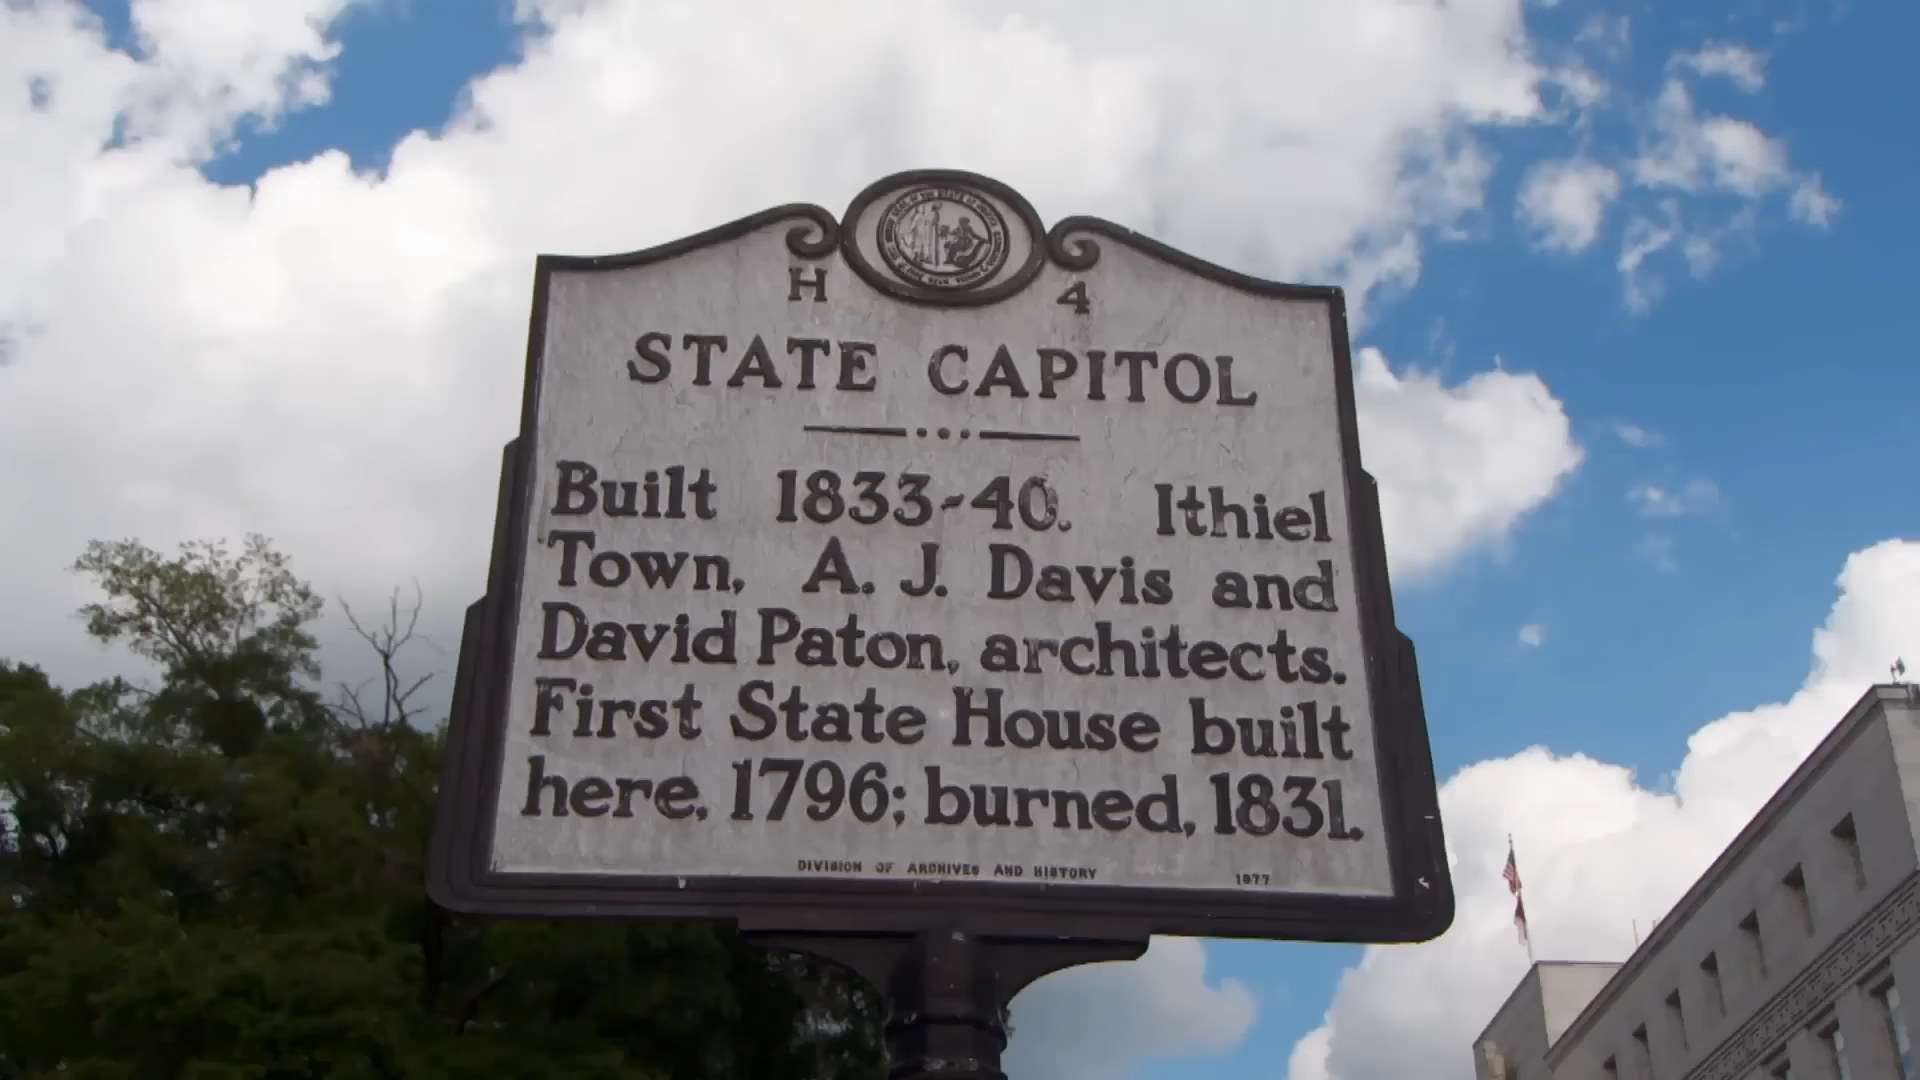 H 4
STATE CAPITOL
Built 1833-40. Ithiel
Town, A. J. Davis and
David Paton, architects.
First State House built
here, 1796; burned, 1831.
DIVISION OF ARCHIVES AND HISTORY 1977